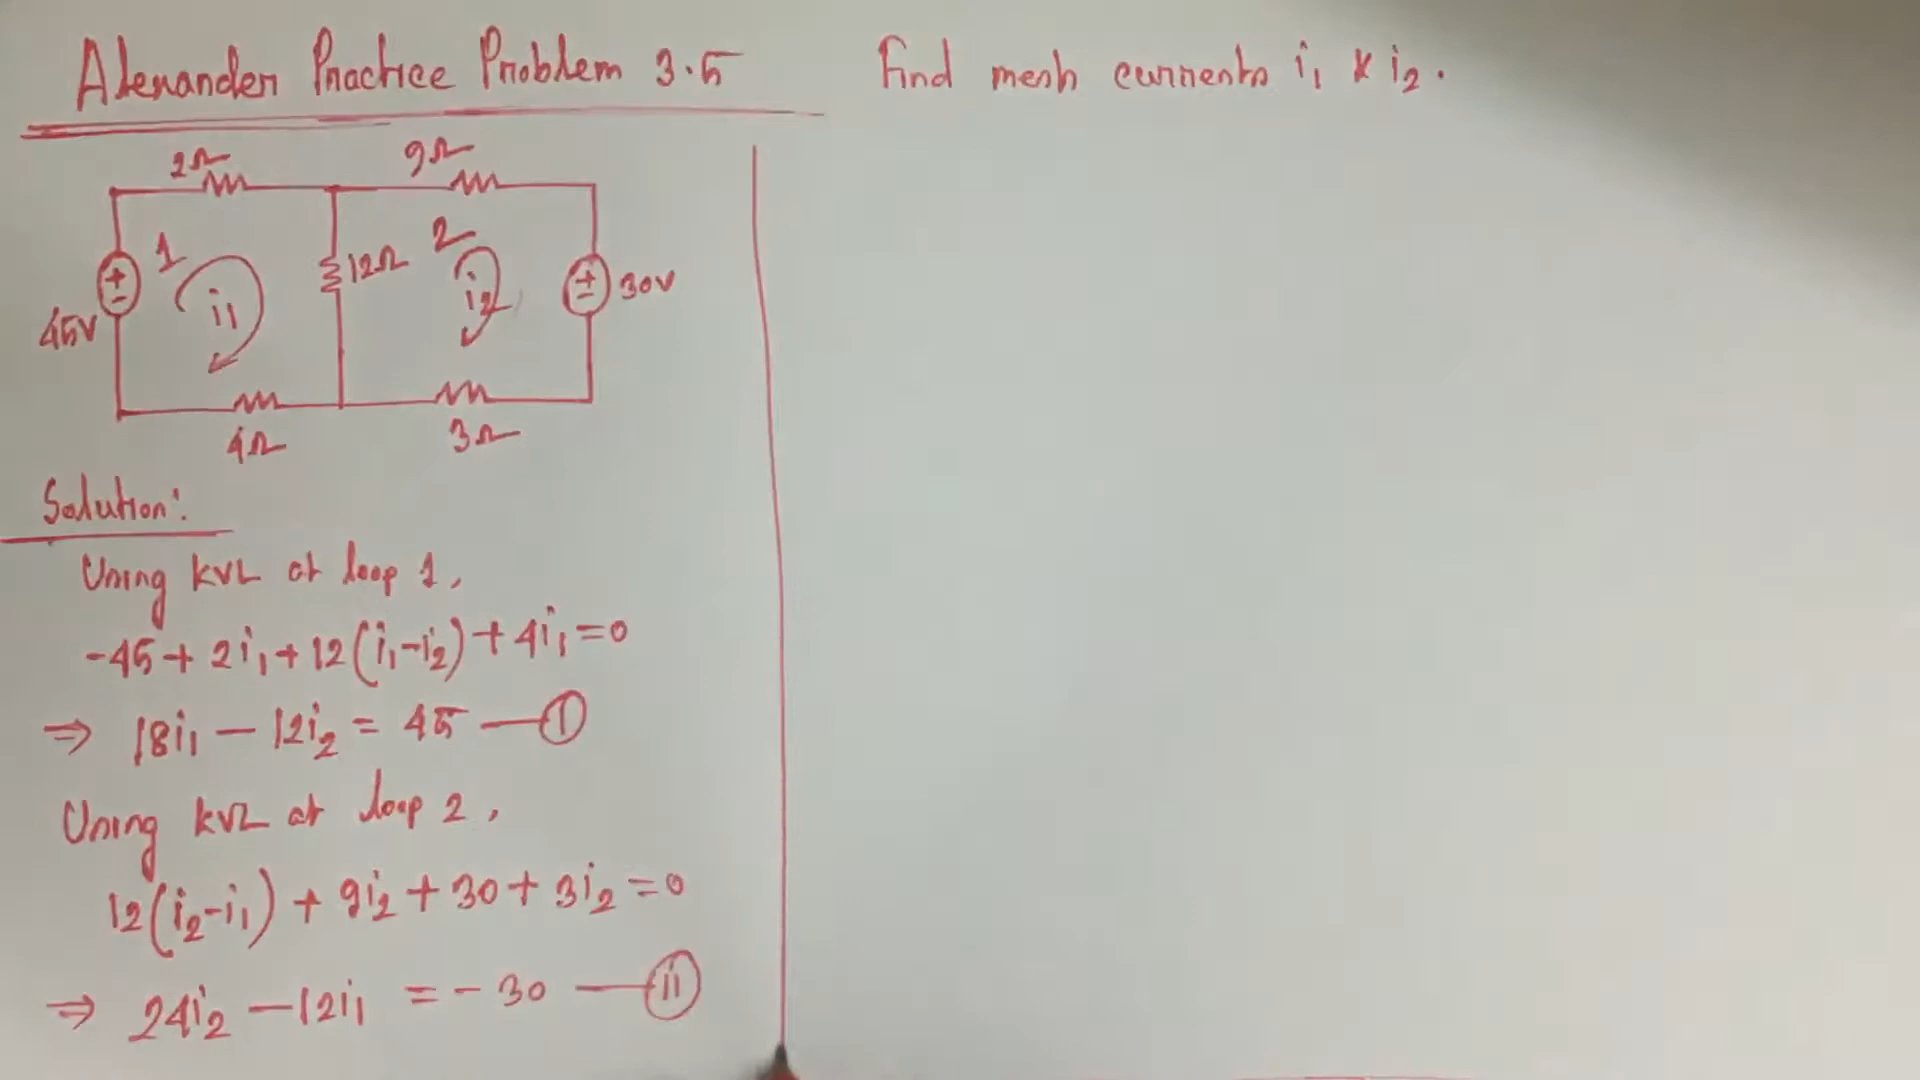 Alexander Practice Problem 3.5
Find mesh currents i₁ & i₂.
2Ω
9Ω
1
2
12Ω
i₁
i₂
+
-
45V
+
-
30V
4Ω
3Ω
Solution:
Using KVL at loop 1,
-45 + 2i₁ + 12(i₁-i₂) + 4i₁ = 0
⇒ 18i₁ - 12i₂ = 45 — i
Using KVL at loop 2,
12(i₂-i₁) + 9i₂ + 30 + 3i₂ = 0
⇒ 24i₂ - 12i₁ = -30 — ii